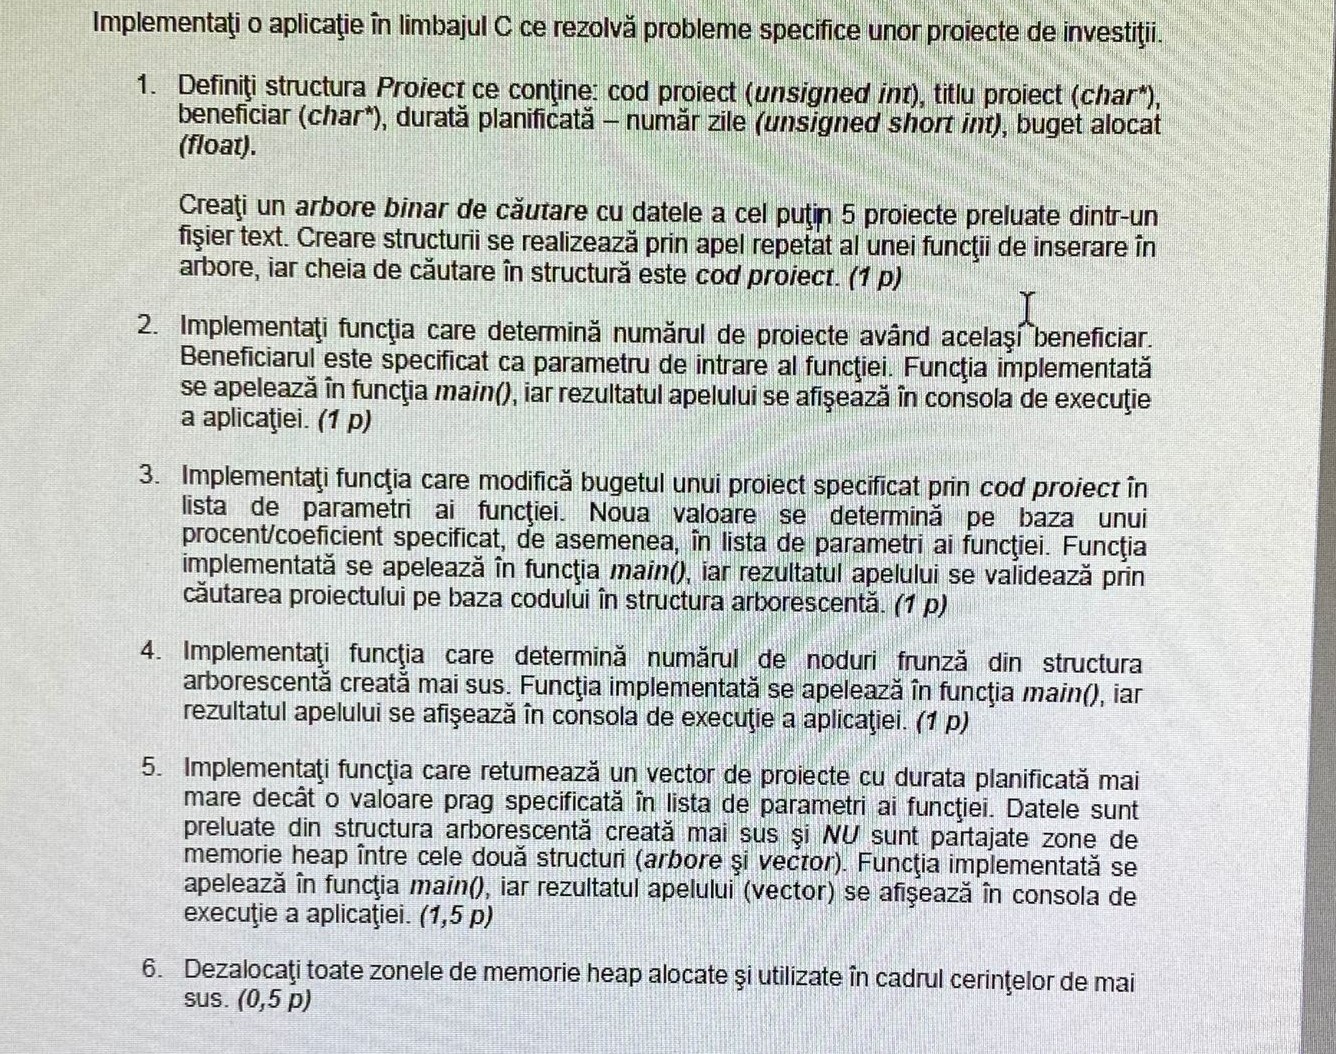 Implementaţi o aplicaţie în limbajul C ce rezolvă probleme specifice unor proiecte de investiţii.
1. Definiţi structura Proiect ce conţine: cod proiect (unsigned int), titlu proiect (char*),
beneficiar (char*), durată planificată – număr zile (unsigned short int), buget alocat
(float).
Creaţi un arbore binar de căutare cu datele a cel puţin 5 proiecte preluate dintr-un
fişier text. Creare structurii se realizează prin apel repetat al unei funcţii de inserare în
arbore, iar cheia de căutare în structură este cod proiect. (1 p)
2. Implementaţi funcţia care determină numărul de proiecte având acelaşi beneficiar.
Beneficiarul este specificat ca parametru de intrare al funcţiei. Funcţia implementată
se apelează în funcţia main(), iar rezultatul apelului se afişează în consola de execuţie
a aplicaţiei. (1 p)
3. Implementaţi funcţia care modifică bugetul unui proiect specificat prin cod proiect în
lista de parametri ai funcţiei. Noua valoare se determină pe baza unui
procent/coeficient specificat, de asemenea, în lista de parametri ai funcţiei. Funcţia
implementată se apelează în funcţia main(), iar rezultatul apelului se validează prin
căutarea proiectului pe baza codului în structura arborescentă. (1 p)
4. Implementaţi funcţia care determină numărul de noduri frunză din structura
arborescentă creată mai sus. Funcţia implementată se apelează în funcţia main(), iar
rezultatul apelului se afişează în consola de execuţie a aplicaţiei. (1 p)
5. Implementaţi funcţia care returnează un vector de proiecte cu durata planificată mai
mare decât o valoare prag specificată în lista de parametri ai funcţiei. Datele sunt
preluate din structura arborescentă creată mai sus şi NU sunt partajate zone de
memorie heap între cele două structuri (arbore şi vector). Funcţia implementată se
apelează în funcţia main(), iar rezultatul apelului (vector) se afişează în consola de
execuţie a aplicaţiei. (1,5 p)
6. Dezalocaţi toate zonele de memorie heap alocate şi utilizate în cadrul cerinţelor de mai
sus. (0,5 p)